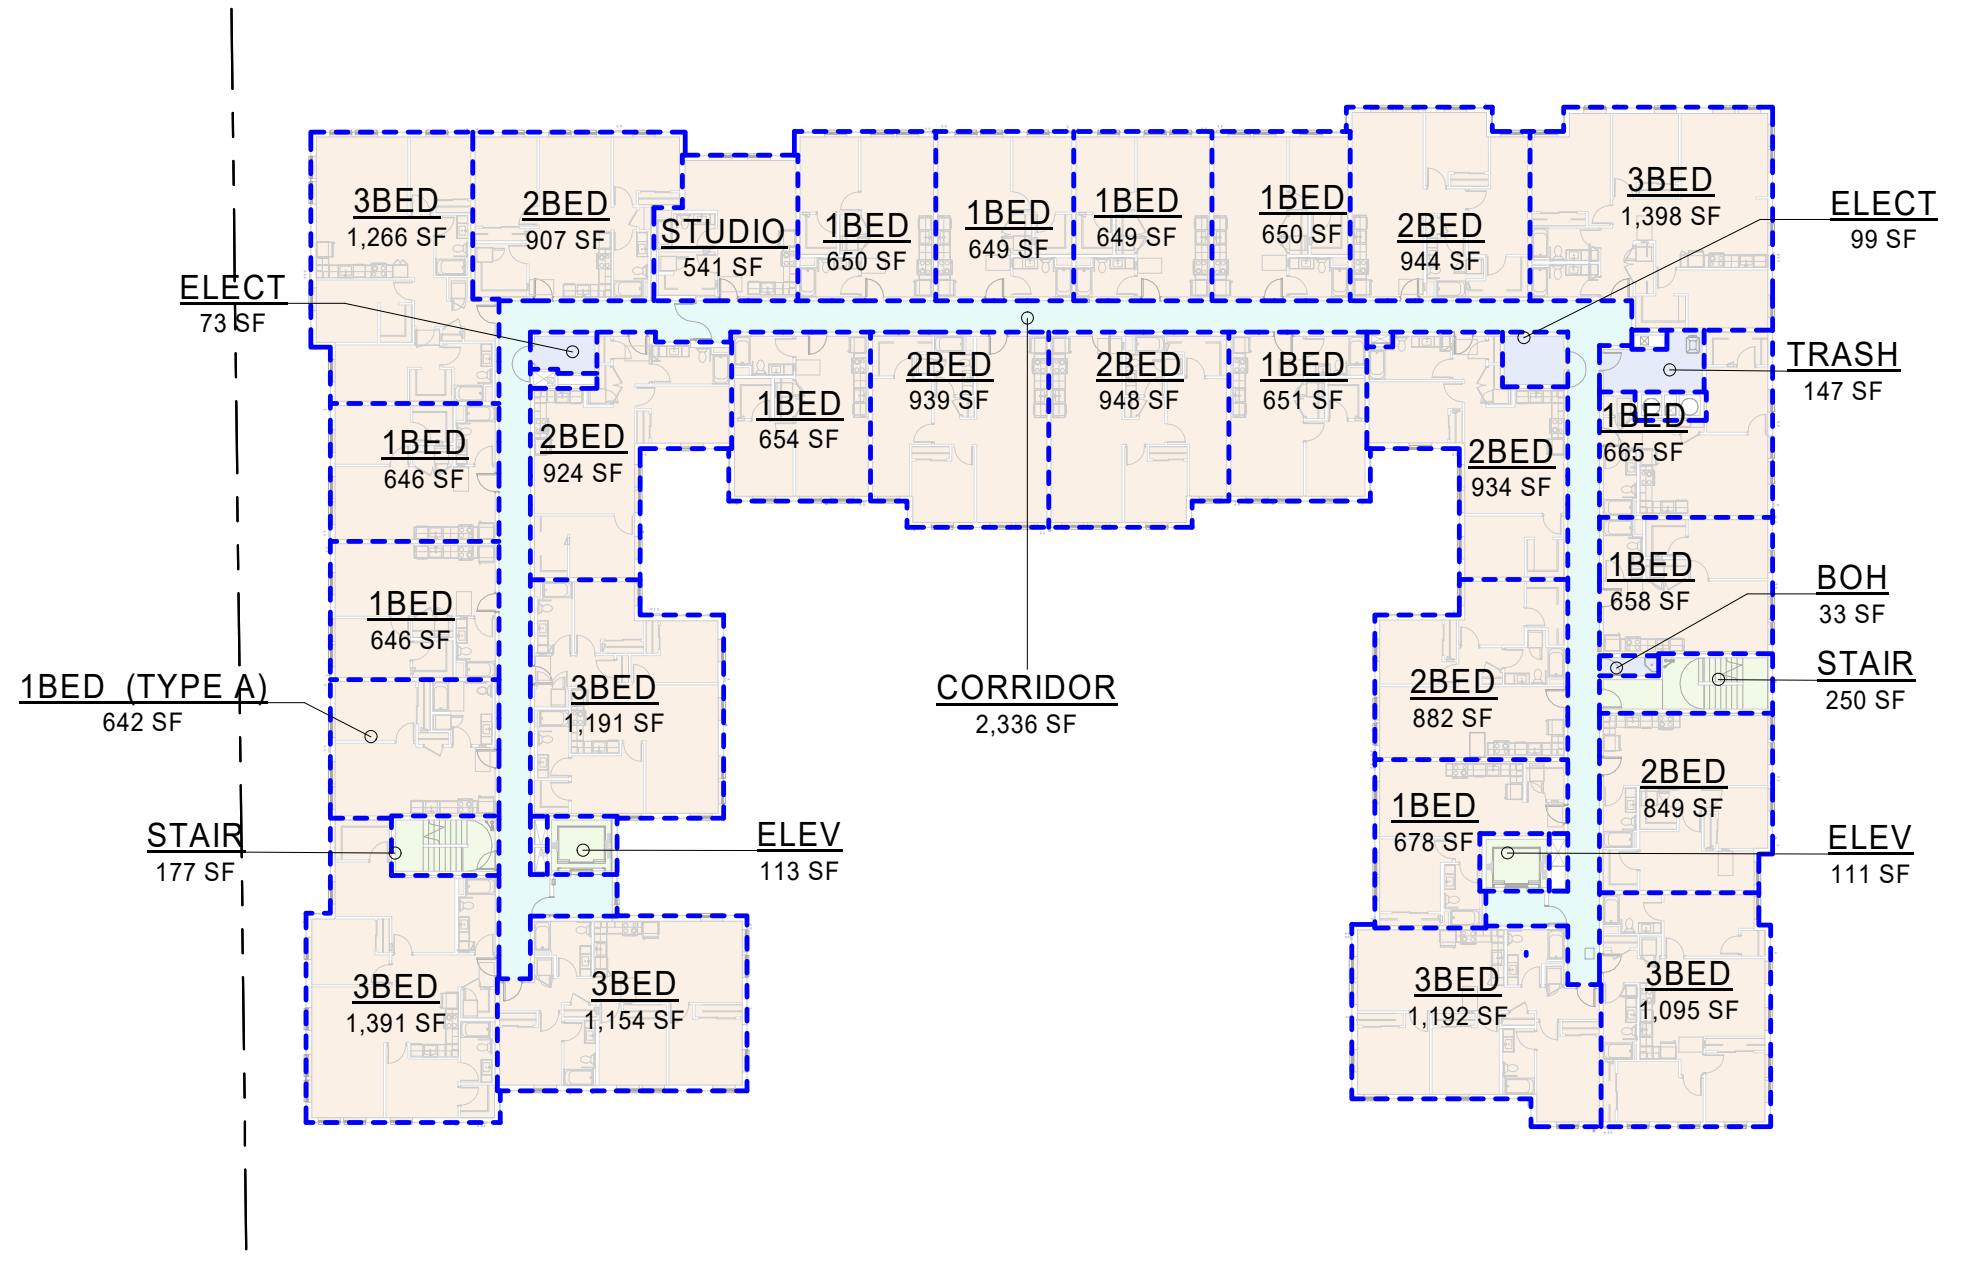 3BED
1,266 SF
2BED
907 SF
STUDIO
541 SF
1BED
650 SF
1BED
649 SF
1BED
649 SF
1BED
650 SF
2BED
944 SF
3BED
1,398 SF
ELECT
99 SF
ELECT
73 SF
TRASH
147 SF
1BED
646 SF
2BED
924 SF
1BED
654 SF
2BED
939 SF
2BED
948 SF
1BED
651 SF
2BED
934 SF
1BED
665 SF
1BED
646 SF
1BED
658 SF
BOH
33 SF
STAIR
250 SF
1BED (TYPE A)
642 SF
3BED
1,191 SF
CORRIDOR
2,336 SF
2BED
882 SF
2BED
849 SF
STAIR
177 SF
ELEV
113 SF
1BED
678 SF
ELEV
111 SF
3BED
1,391 SF
3BED
1,154 SF
3BED
1,192 SF
3BED
1,095 SF